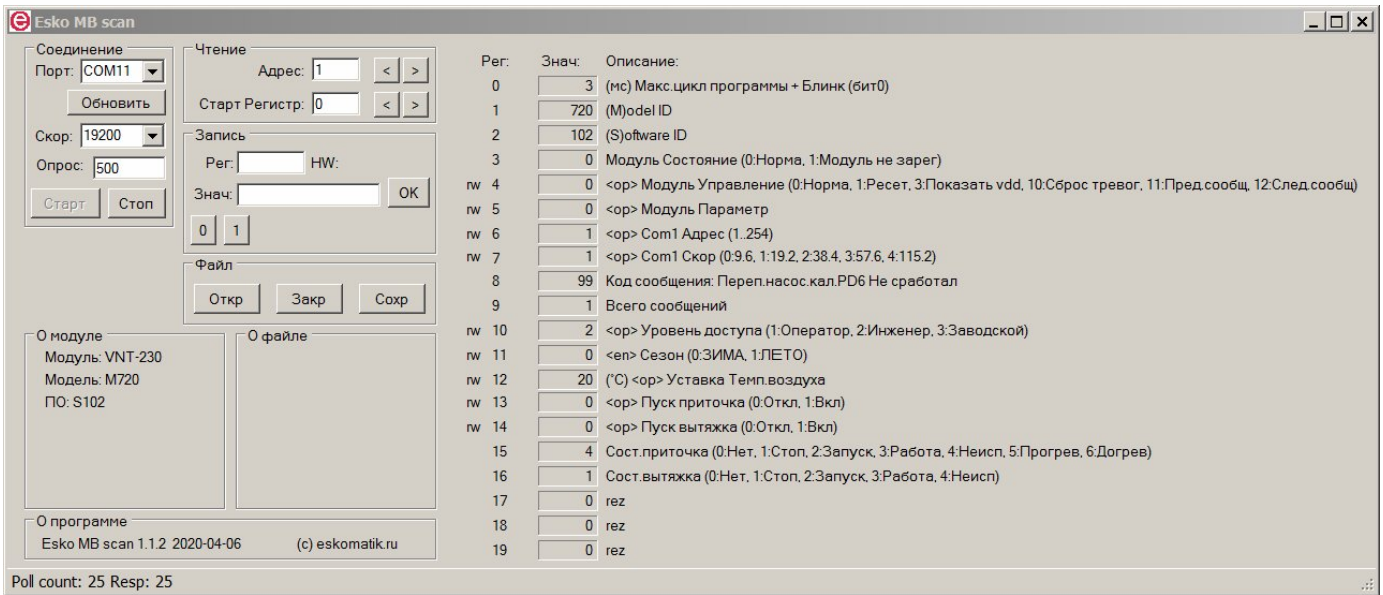 Esko MB scan
Соединение
Порт: COM11
Обновить
Скор: 19200
Опрос: 500
Старт Стоп
Чтение
Адрес: 1 < >
Старт Регистр: 0 < >
Запись
Рег: HW:
Знач: OK
0 1
Файл
Откр Закр Сохр
О модуле
Модуль: VNT-230
Модель: M720
ПО: S102
О файле
О программе
Esko MB scan 1.1.2 2020-04-06 (c) eskomatik.ru
Рег: Знач: Описание:
0 3 (мс) Макс.цикл программы + Блинк (бит0)
1 720 (M)odel ID
2 102 (S)oftware ID
3 0 Модуль Состояние (0:Норма, 1:Модуль не зарег)
rw 4 0 <op> Модуль Управление (0:Норма, 1:Ресет, 3:Показать vdd, 10:Сброс тревог, 11:Пред.сообщ, 12:След.сообщ)
rw 5 0 <op> Модуль Параметр
rw 6 1 <op> Com1 Адрес (1..254)
rw 7 1 <op> Com1 Скор (0:9.6, 1:19.2, 2:38.4, 3:57.6, 4:115.2)
8 99 Код сообщения: Переп.насос.кал.PD6 Не сработал
9 1 Всего сообщений
rw 10 2 <op> Уровень доступа (1:Оператор, 2:Инженер, 3:Заводской)
rw 11 0 <en> Сезон (0:ЗИМА, 1:ЛЕТО)
rw 12 20 (°C) <op> Уставка Темп.воздуха
rw 13 0 <op> Пуск приточка (0:Откл, 1:Вкл)
rw 14 0 <op> Пуск вытяжка (0:Откл, 1:Вкл)
15 4 Сост.приточка (0:Нет, 1:Стоп, 2:Запуск, 3:Работа, 4:Неисп, 5:Прогрев, 6:Догрев)
16 1 Сост.вытяжка (0:Нет, 1:Стоп, 2:Запуск, 3:Работа, 4:Неисп)
17 0 rez
18 0 rez
19 0 rez
Poll count: 25 Resp: 25